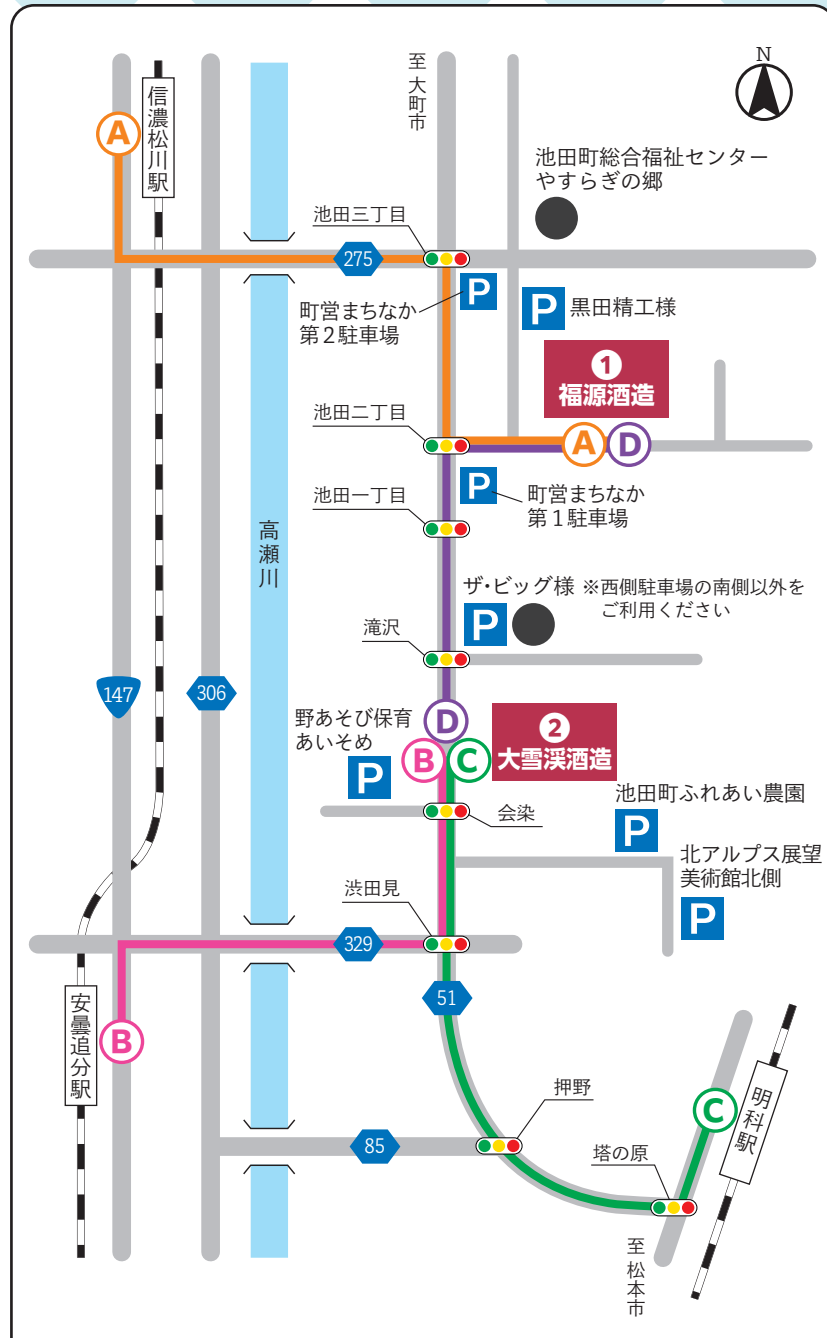 N
至大町市
信濃松川駅
A
池田町総合福祉センター
やすらぎの郷
池田三丁目
275
P
町営まちなか
第2駐車場
P
黒田精工様
1
福源酒造
池田二丁目
A
D
P
町営まちなか
第1駐車場
池田一丁目
高瀬川
ザ・ビッグ様
※西側駐車場の南側以外を
ご利用ください
P
滝沢
147
306
D
野あそび保育
あいそめ
P
B
C
2
大雪渓酒造
会染
池田町ふれあい農園
P
北アルプス展望
美術館北側
P
渋田見
329
51
安曇追分駅
B
押野
85
C
明科駅
塔の原
至松本市